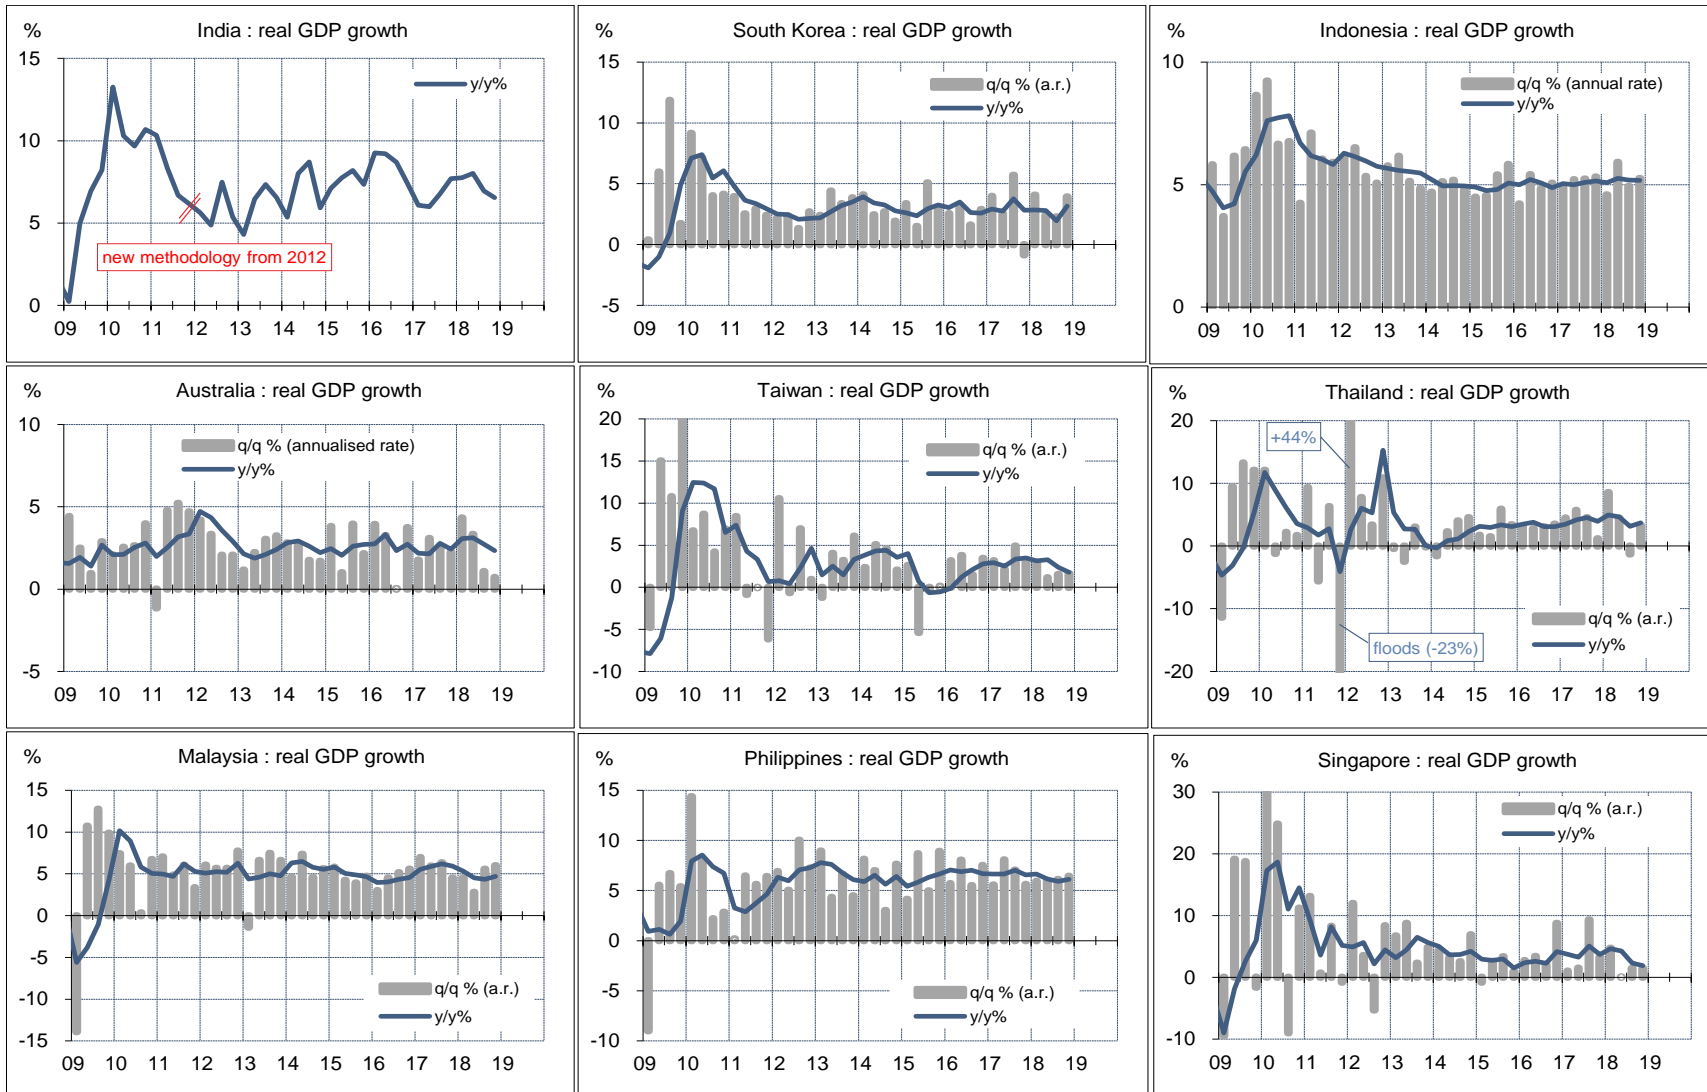 India : real GDP growth
%
15
10
5
0
y/y%
new methodology from 2012
09 10 11 12 13 14 15 16 17 18 19
South Korea : real GDP growth
%
15
10
5
0
-5
q/q % (a.r.)
y/y%
09 10 11 12 13 14 15 16 17 18 19
Indonesia : real GDP growth
%
10
5
0
q/q % (annual rate)
y/y%
09 10 11 12 13 14 15 16 17 18 19
Australia : real GDP growth
%
10
5
0
-5
q/q % (annualised rate)
y/y%
09 10 11 12 13 14 15 16 17 18 19
Taiwan : real GDP growth
%
20
15
10
5
0
-5
-10
q/q % (a.r.)
y/y%
09 10 11 12 13 14 15 16 17 18 19
Thailand : real GDP growth
%
20
10
0
-10
-20
+44%
floods (-23%)
q/q % (a.r.)
y/y%
09 10 11 12 13 14 15 16 17 18 19
Malaysia : real GDP growth
%
15
10
5
0
-5
-10
-15
q/q % (a.r.)
y/y%
09 10 11 12 13 14 15 16 17 18 19
Philippines : real GDP growth
%
15
10
5
0
-5
-10
q/q % (a.r.)
y/y%
09 10 11 12 13 14 15 16 17 18 19
Singapore : real GDP growth
%
30
20
10
0
-10
q/q % (a.r.)
y/y%
09 10 11 12 13 14 15 16 17 18 19